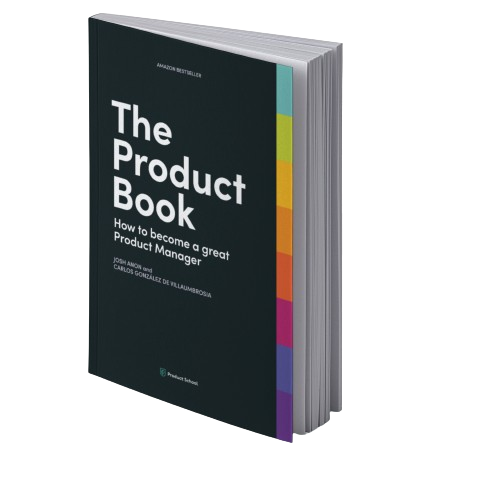 AMAZON BESTSELLER
The
Product
Book
How to become a great
Product Manager
JOSH ANON and
CARLOS GONZÁLEZ DE VILLAUMBROSIA
Product School